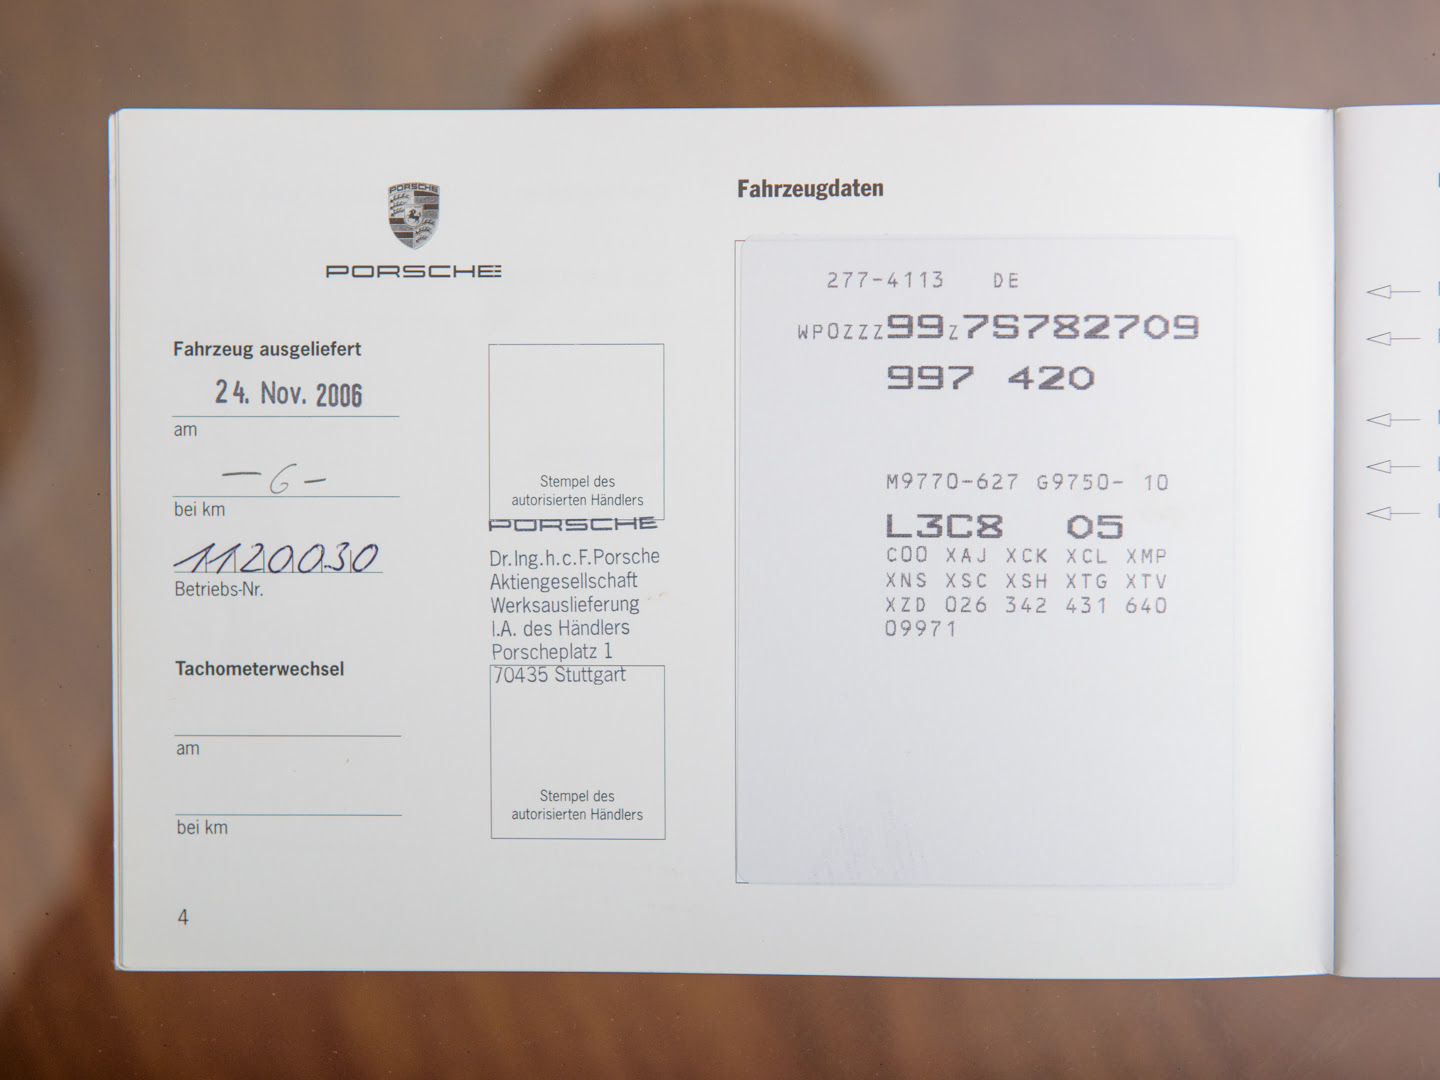 PORSCHE
PORSCHE
Fahrzeug ausgeliefert
24. Nov. 2006
am
- 6 -
bei km
1120030
Betriebs-Nr.
Tachometerwechsel
am
bei km
4
Stempel des
autorisierten Händlers
PORSCHE
Dr.Ing.h.c.F.Porsche
Aktiengesellschaft
Werksauslieferung
I.A. des Händlers
Porscheplatz 1
70435 Stuttgart
Stempel des
autorisierten Händlers
Fahrzeugdaten
277-4113 DE
WP0ZZZ99Z7S782709
997 420
M9770-627 G9750- 10
L3C8 05
C00 XAJ XCK XCL XMP
XNS XSC XSH XTG XTV
XZD 026 342 431 640
09971